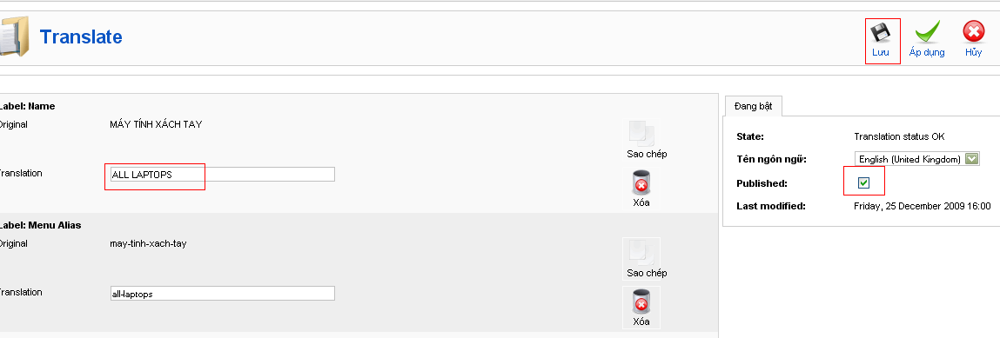 Translate
Lưu
Áp dụng
Hủy
Label: Name
Original
MÁY TÍNH XÁCH TAY
Sao chép
Translation
ALL LAPTOPS
Xóa
Label: Menu Alias
Original
may-tinh-xach-tay
Sao chép
Translation
all-laptops
Xóa
Đang bật
State: Translation status OK
Tên ngôn ngữ: English (United Kingdom)
Published:
Last modified: Friday, 25 December 2009 16:00